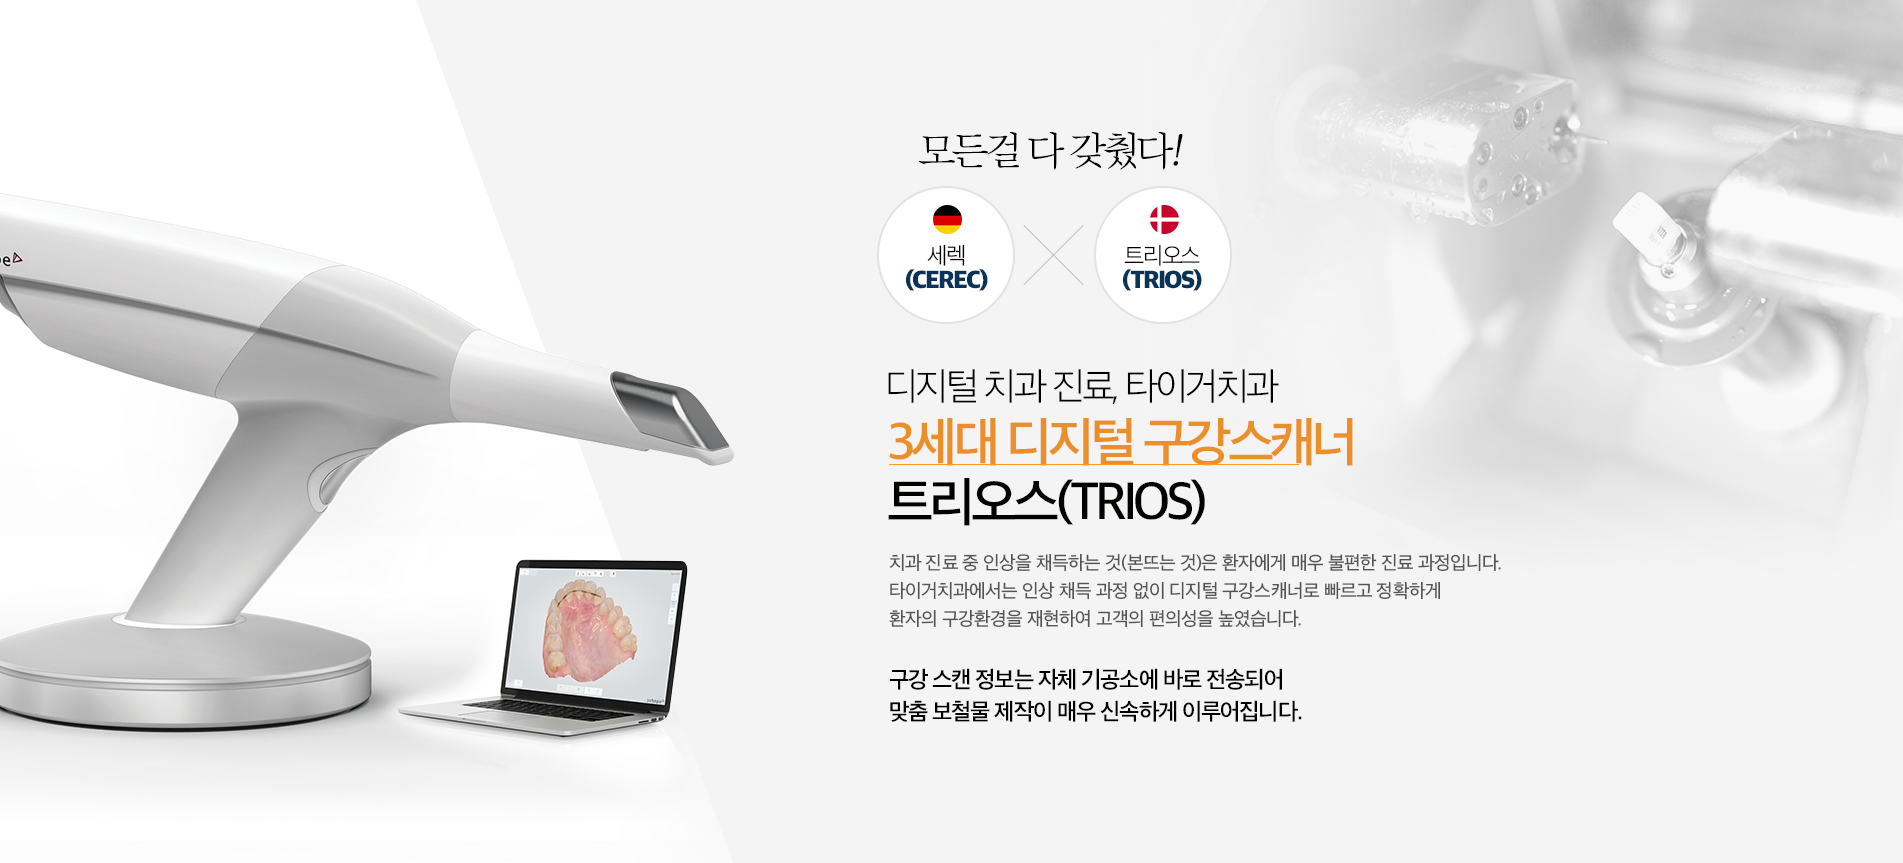 모든걸 다 갖췄다!
세렉
(CEREC)
트리오스
(TRIOS)
디지털 치과 진료, 타이거치과
3세대 디지털 구강스캐너
트리오스(TRIOS)
치과 진료 중 인상을 채득하는 것(본뜨는 것)은 환자에게 매우 불편한 진료 과정입니다.
타이거치과에서는 인상 채득 과정 없이 디지털 구강스캐너로 빠르고 정확하게
환자의 구강환경을 재현하여 고객의 편의성을 높였습니다.
구강 스캔 정보는 자체 기공소에 바로 전송되어
맞춤 보철물 제작이 매우 신속하게 이루어집니다.